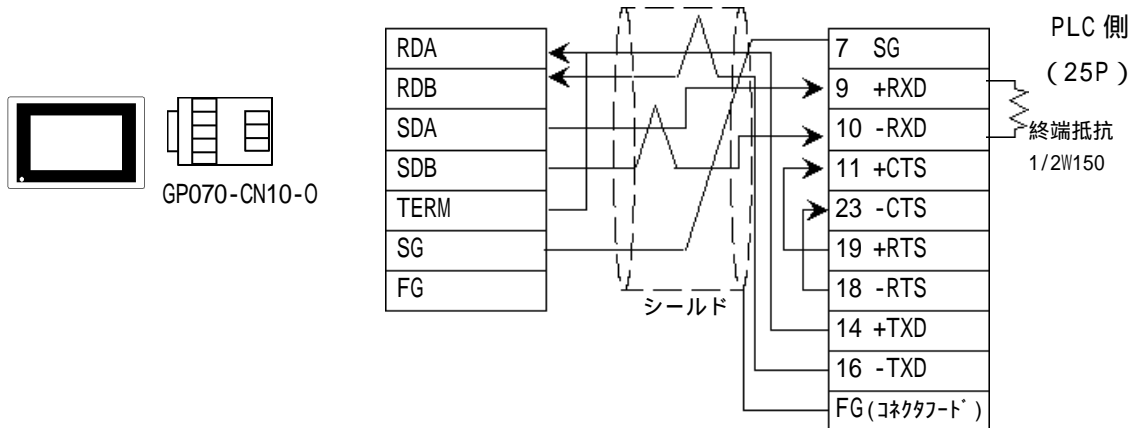 GP070-CN10-O
RDA
RDB
SDA
SDB
TERM
SG
FG
シールド
7 SG
9 +RXD
10 -RXD
11 +CTS
23 -CTS
19 +RTS
18 -RTS
14 +TXD
16 -TXD
FG(ｺﾈｸﾀﾌｰﾄﾞ)
PLC 側
(25P)
終端抵抗
1/2W150